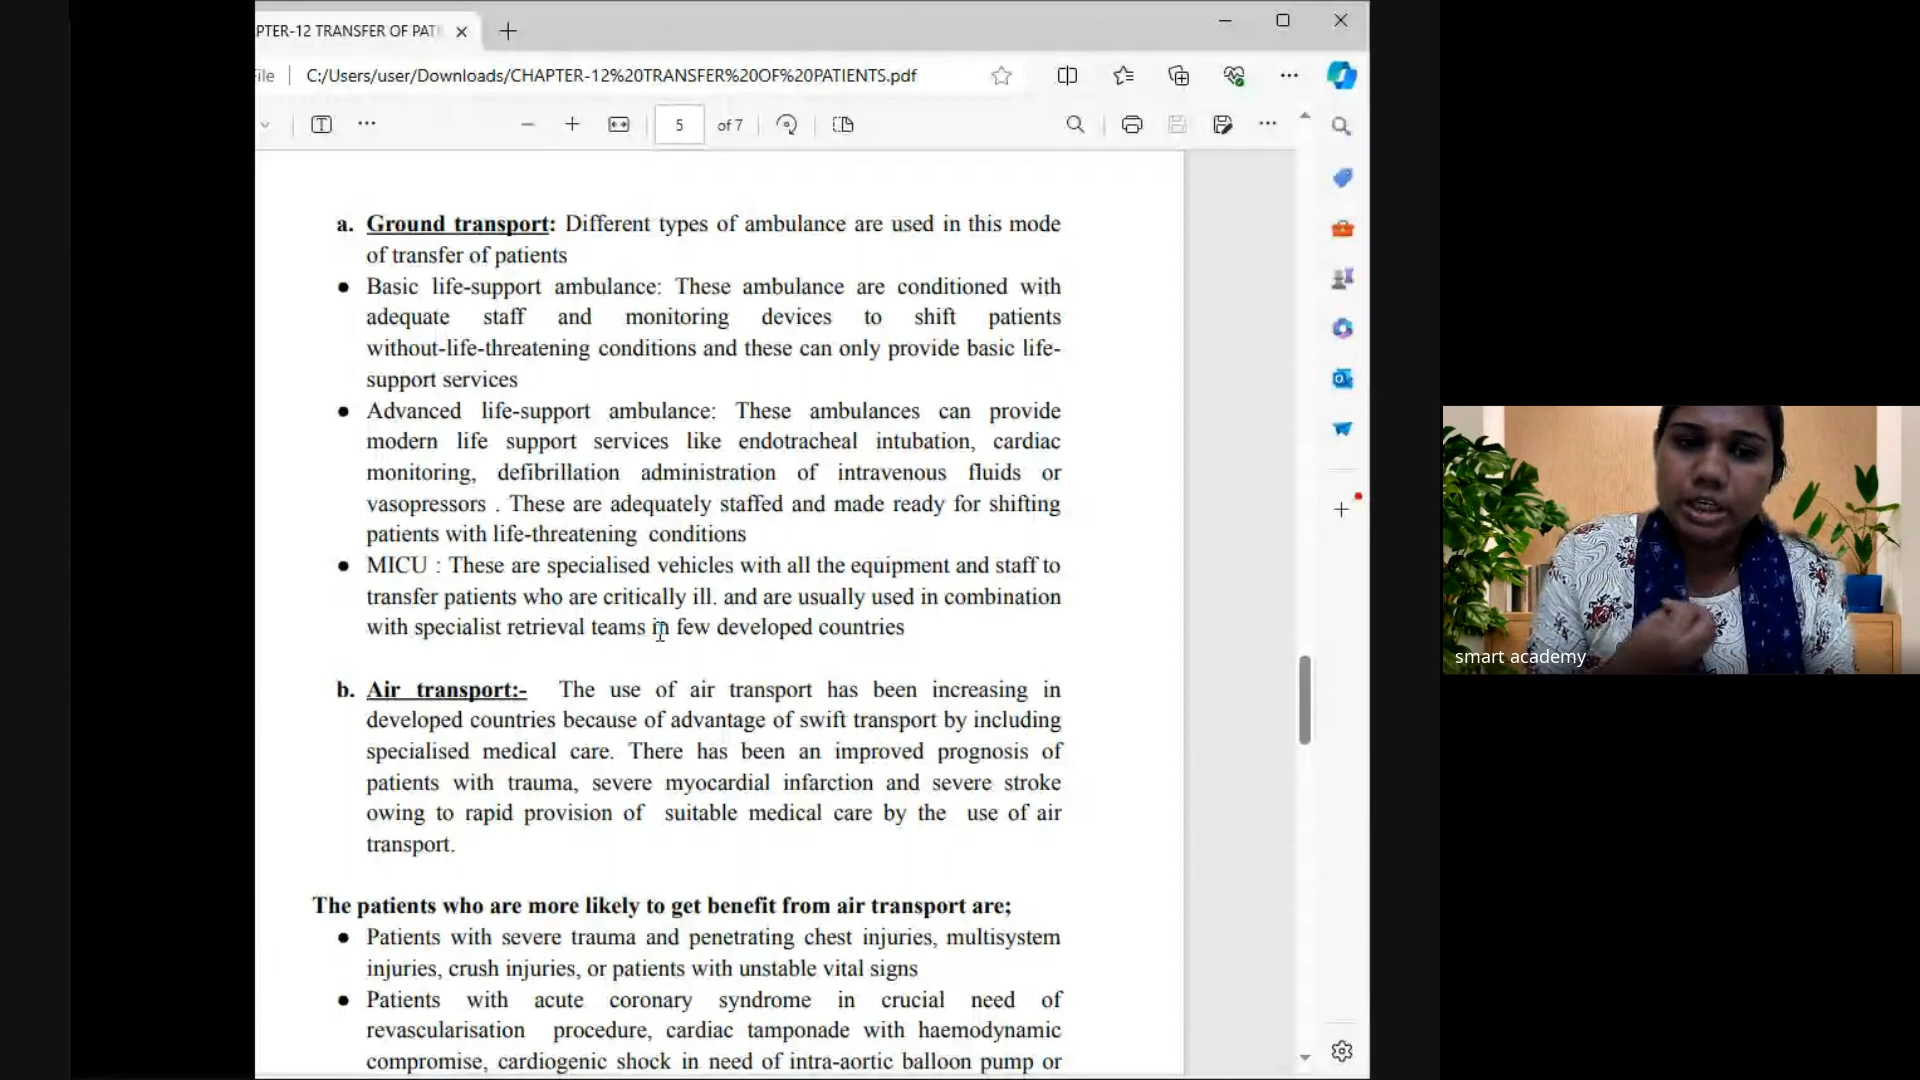 PTER-12 TRANSFER OF PAT
ile
C:/Users/user/Downloads/CHAPTER-12%20TRANSFER%20OF%20PATIENTS.pdf
5 of 7
a. Ground transport: Different types of ambulance are used in this mode
of transfer of patients
● Basic life-support ambulance: These ambulance are conditioned with
adequate staff and monitoring devices to shift patients
without-life-threatening conditions and these can only provide basic life-
support services
● Advanced life-support ambulance: These ambulances can provide
modern life support services like endotracheal intubation, cardiac
monitoring, defibrillation administration of intravenous fluids or
vasopressors . These are adequately staffed and made ready for shifting
patients with life-threatening conditions
● MICU : These are specialised vehicles with all the equipment and staff to
transfer patients who are critically ill. and are usually used in combination
with specialist retrieval teams in few developed countries
b. Air transport:- The use of air transport has been increasing in
developed countries because of advantage of swift transport by including
specialised medical care. There has been an improved prognosis of
patients with trauma, severe myocardial infarction and severe stroke
owing to rapid provision of suitable medical care by the use of air
transport.
The patients who are more likely to get benefit from air transport are;
● Patients with severe trauma and penetrating chest injuries, multisystem
injuries, crush injuries, or patients with unstable vital signs
● Patients with acute coronary syndrome in crucial need of
revascularisation procedure, cardiac tamponade with haemodynamic
compromise, cardiogenic shock in need of intra-aortic balloon pump or
smart academy